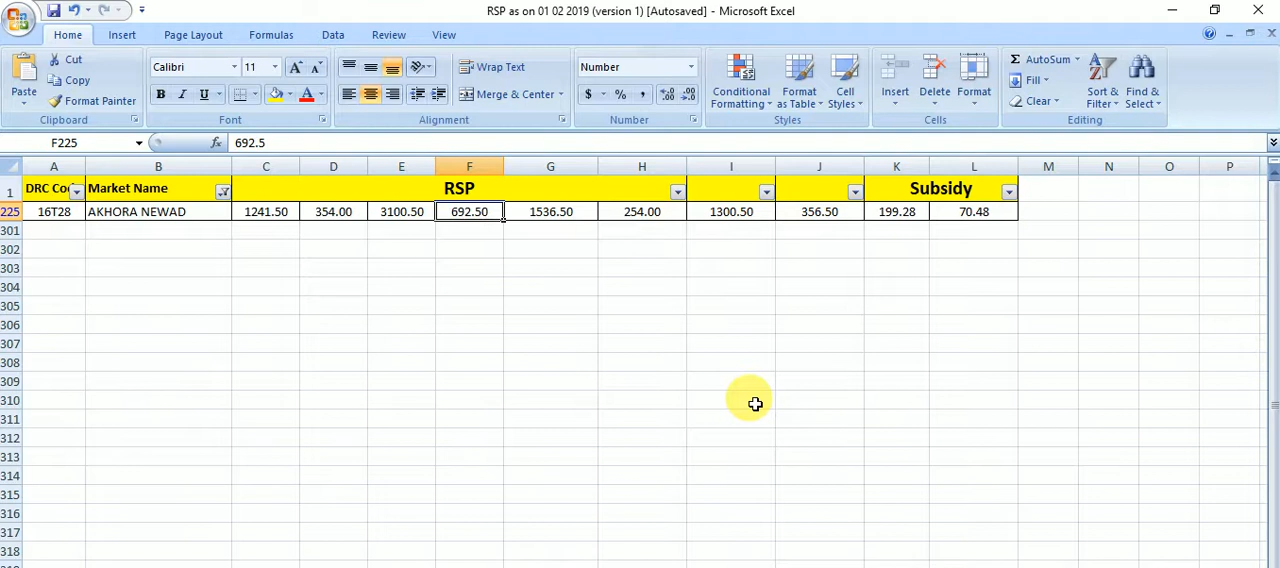 RSP as on 01 02 2019 (version 1) [Autosaved] - Microsoft Excel
Home Insert Page Layout Formulas Data Review View
Paste
Cut
Copy
Format Painter
Clipboard
Calibri 11
B I U
Font
Wrap Text
Merge & Center
Alignment
Number
$ % ,
Number
Conditional Formatting
Format as Table
Cell Styles
Styles
Insert Delete Format
Cells
Σ AutoSum
Fill
Clear
Sort & Filter
Find & Select
Editing
F225 fx 692.5
A B C D E F G H I J K L M N O P
1 DRC Cod Market Name RSP Subsidy
225 16T28 AKHORA NEWAD 1241.50 354.00 3100.50 692.50 1536.50 254.00 1300.50 356.50 199.28 70.48
301
302
303
304
305
306
307
308
309
310
311
312
313
314
315
316
317
318